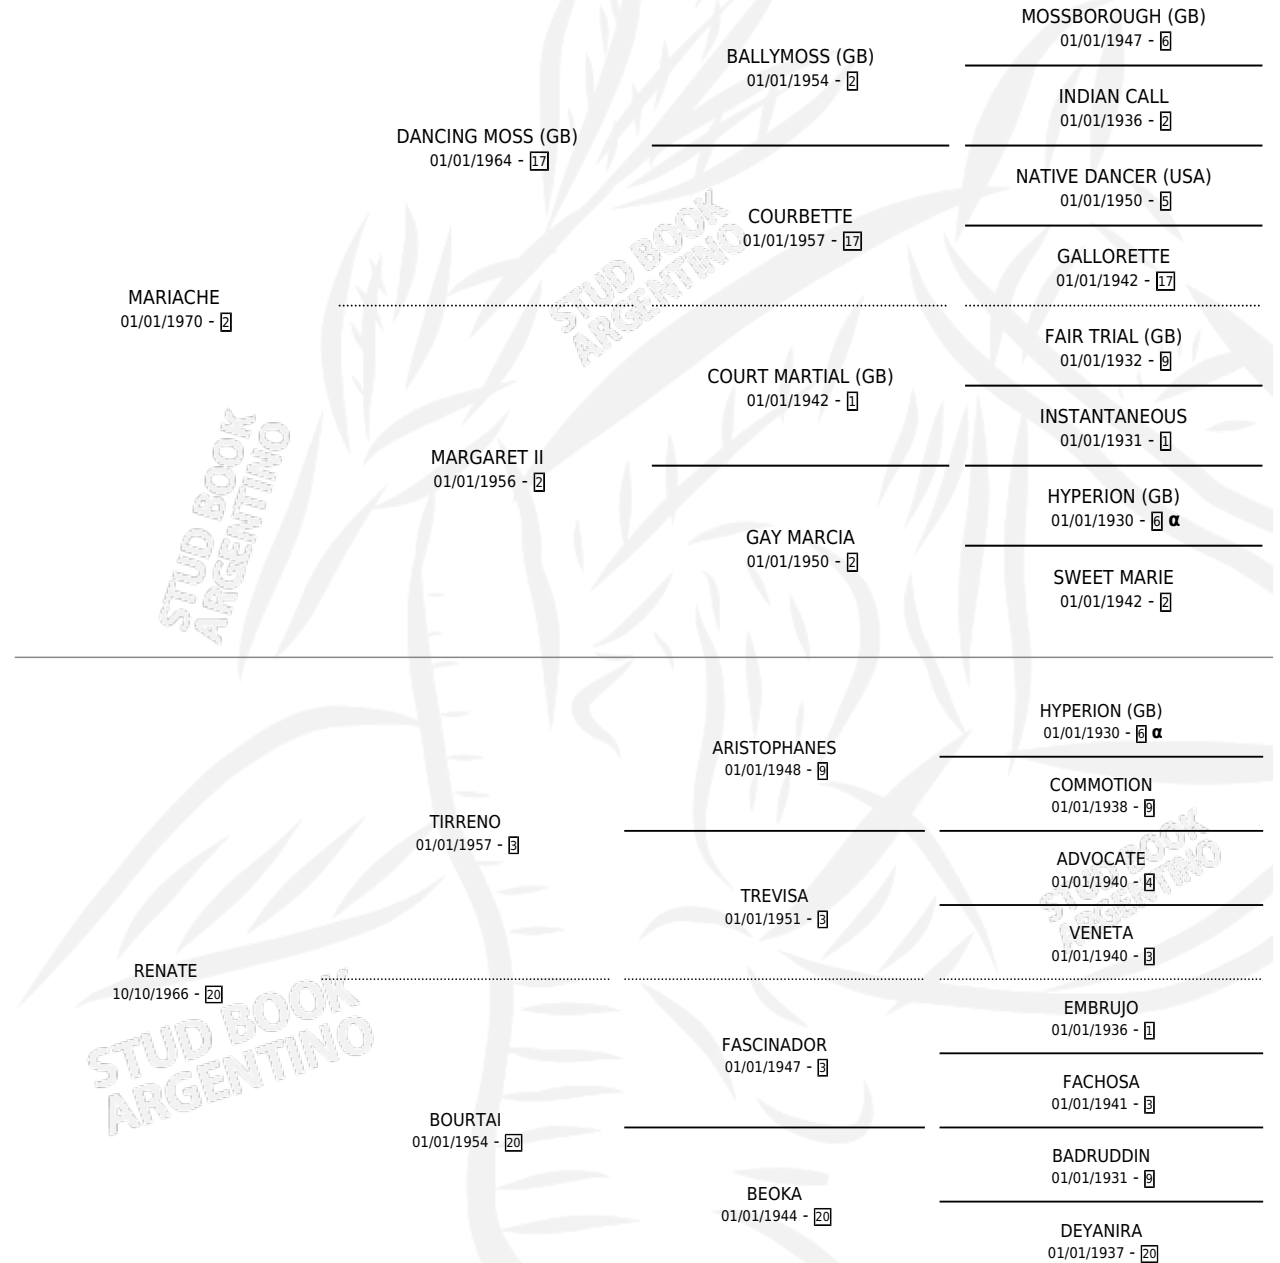 MOSSBOROUGH (GB)
01/01/1947 - 6
BALLYMOSS (GB)
01/01/1954 - 2
INDIAN CALL
01/01/1936 - 2
DANCING MOSS (GB)
01/01/1964 - 17
NATIVE DANCER (USA)
01/01/1950 - 5
COURBETTE
01/01/1957 - 17
GALLORETTE
01/01/1942 - 17
MARIACHE
01/01/1970 - 2
FAIR TRIAL (GB)
01/01/1932 - 9
COURT MARTIAL (GB)
01/01/1942 - 1
INSTANTANEOUS
01/01/1931 - 1
MARGARET II
01/01/1956 - 2
HYPERION (GB)
01/01/1930 - 6 α
GAY MARCIA
01/01/1950 - 2
SWEET MARIE
01/01/1942 - 2
HYPERION (GB)
01/01/1930 - 6 α
ARISTOPHANES
01/01/1948 - 9
COMMOTION
01/01/1938 - 9
TIRRENO
01/01/1957 - 3
ADVOCATE
01/01/1940 - 4
TREVISA
01/01/1951 - 3
VENETA
01/01/1940 - 3
RENATE
10/10/1966 - 20
EMBRUJO
01/01/1936 - 1
FASCINADOR
01/01/1947 - 3
FACHOSA
01/01/1941 - 3
BOURTAI
01/01/1954 - 20
BADRUDDIN
01/01/1931 - 9
BEOKA
01/01/1944 - 20
DEYANIRA
01/01/1937 - 20
STUD BOOK
ARGENTINO
STUD BOOK
ARGENTINO
STUD BOOK
ARGENTINO
STUD BOOK
ARGENTINO